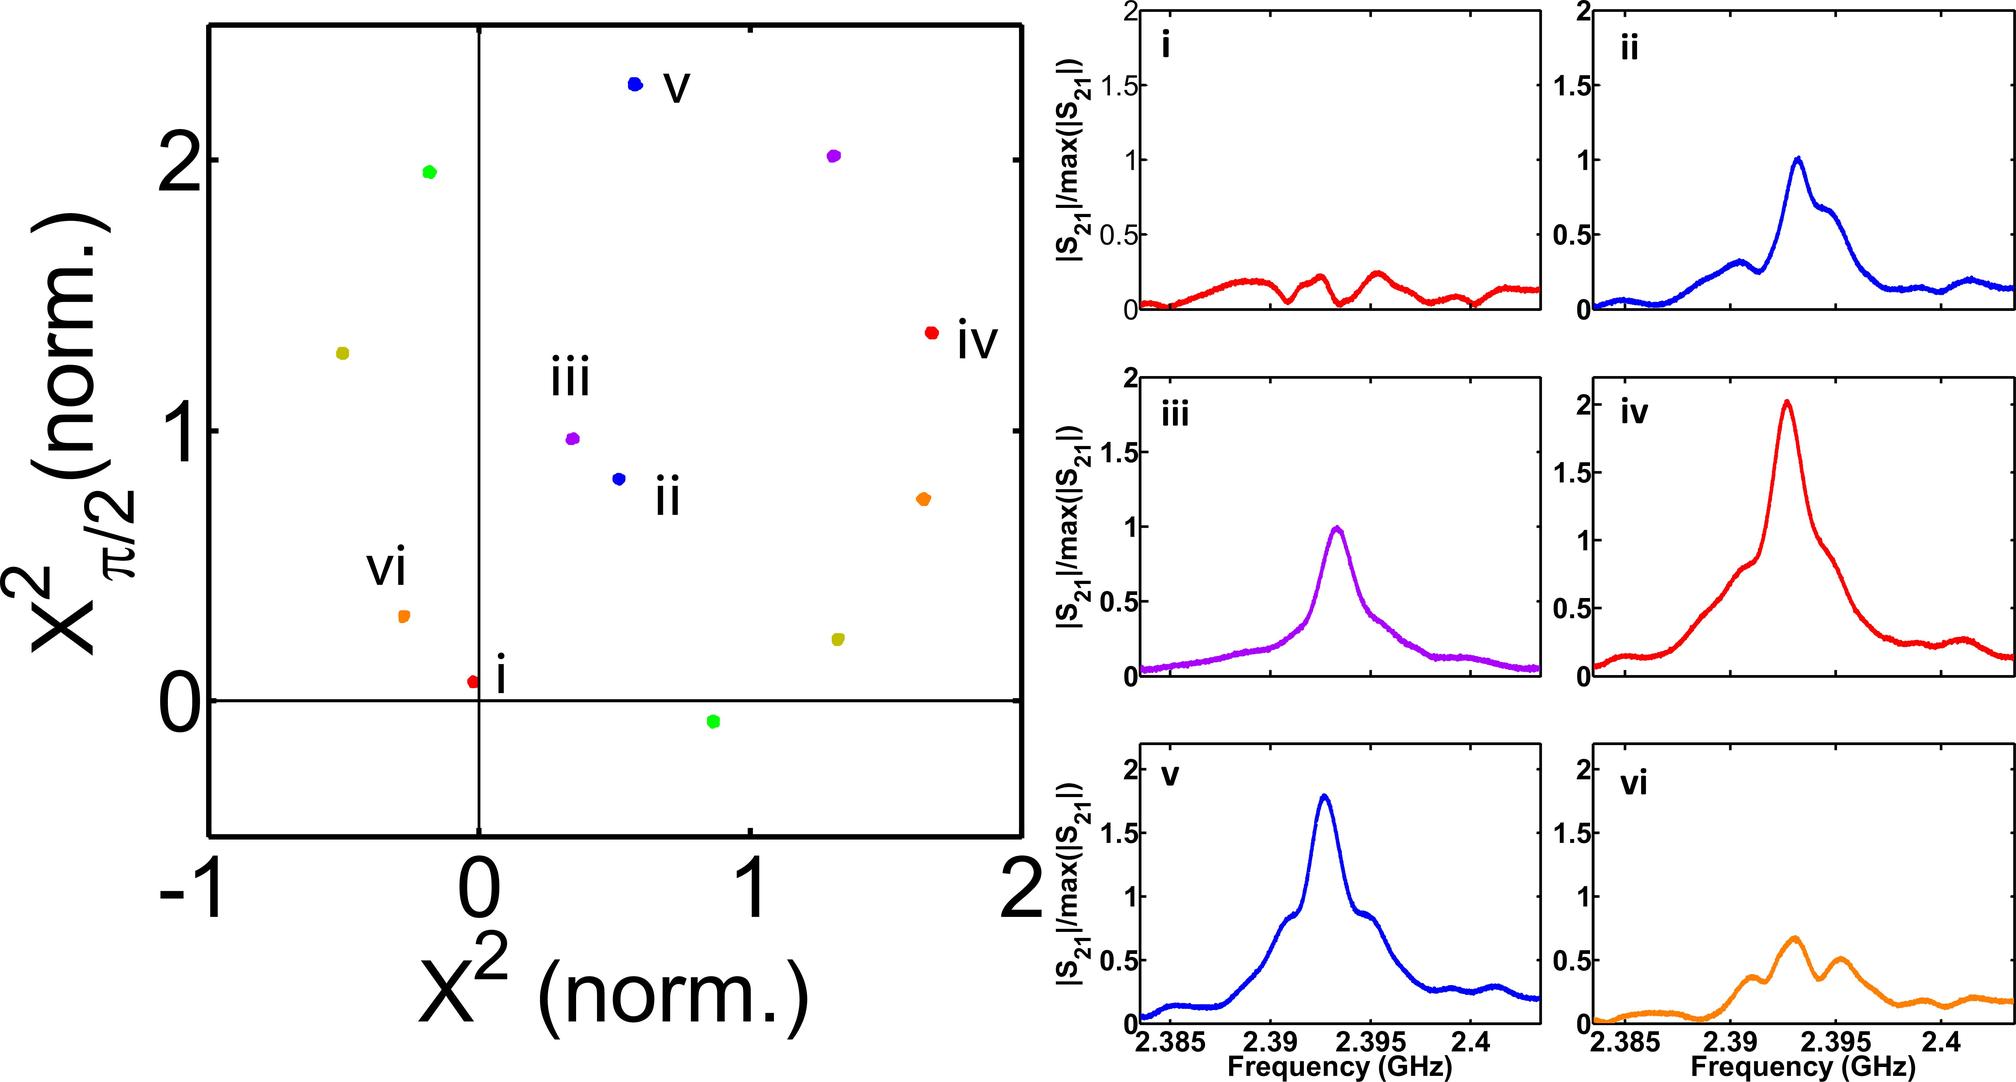 X²π/2 (norm.)
2
1
0
-1 0 1 2
X² (norm.)
v
iv
iii
ii
vi
i
|S21|/max(|S21|)
2
1.5
1
0.5
0
i
2
1.5
1
0.5
0
ii
|S21|/max(|S21|)
2
1.5
1
0.5
0
iii
2
1.5
1
0.5
0
iv
|S21|/max(|S21|)
2
1.5
1
0.5
0
v
2.385 2.39 2.395 2.4
Frequency (GHz)
2
1.5
1
0.5
0
vi
2.385 2.39 2.395 2.4
Frequency (GHz)